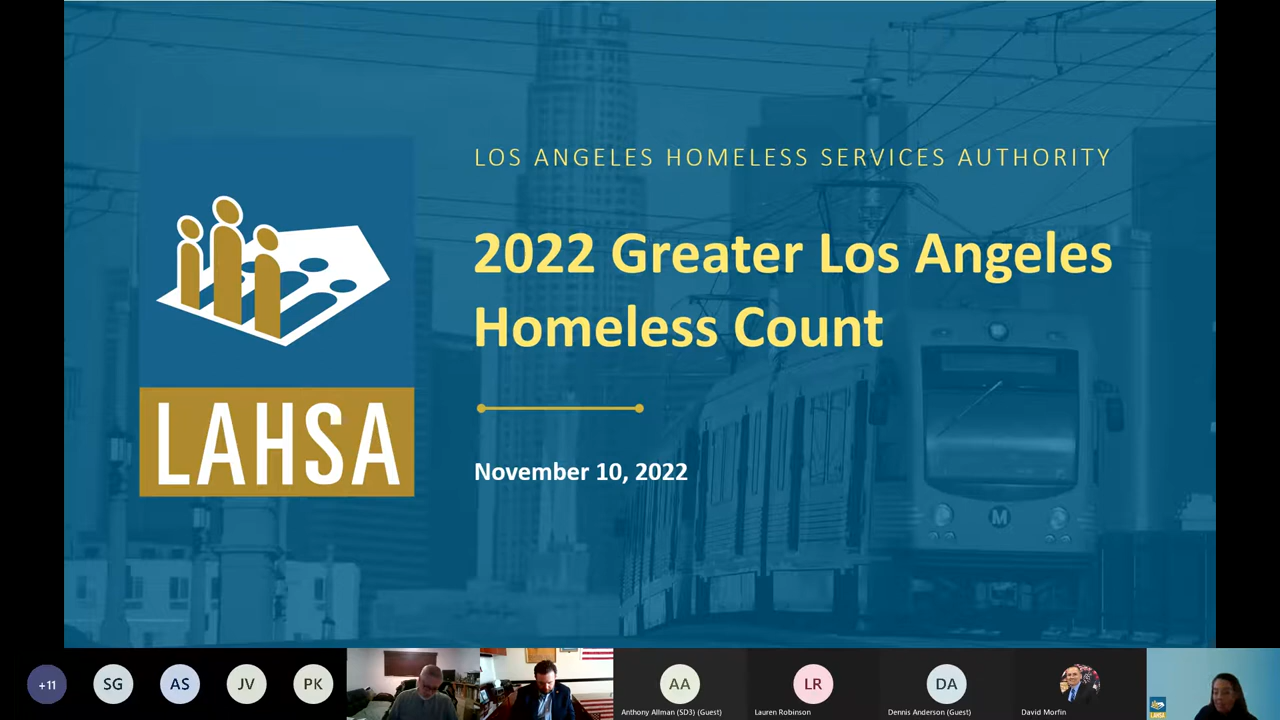 LOS ANGELES HOMELESS SERVICES AUTHORITY
2022 Greater Los Angeles
Homeless Count
LAHSA
November 10, 2022
M
+11
SG
AS
JV
PK
AA
Anthony Allman (SD3) (Guest)
LR
Lauren Robinson
DA
Dennis Anderson (Guest)
David Morfin
LAHSA